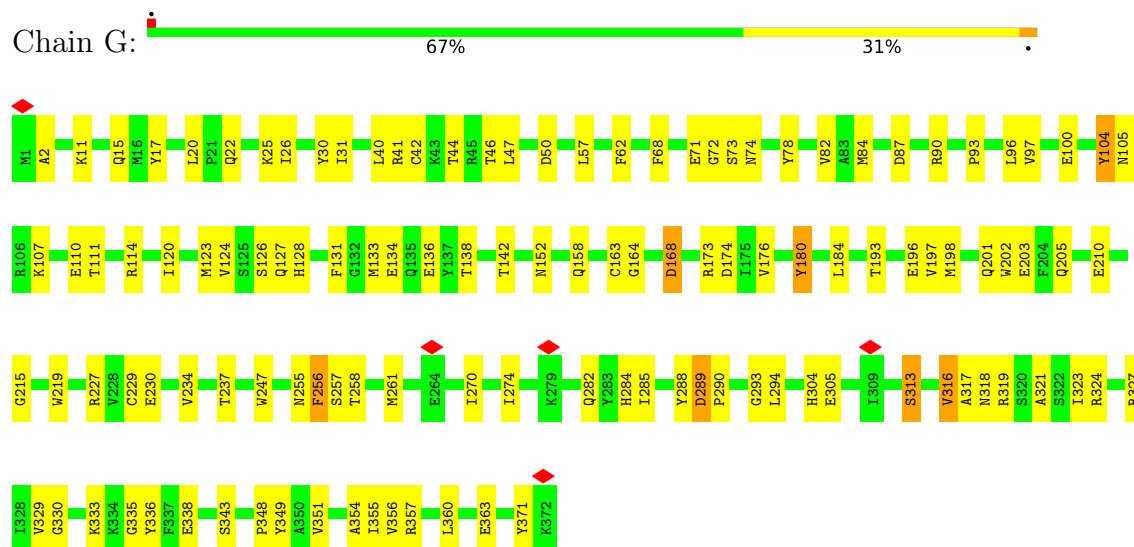 Chain G:
67% 31%
M1 A2 K11 Q15 M16 Y17 L20 P21 Q22 K25 I26 Y30 I31 L40 R41 C42 K43 T44 R45 T46 L47 D50 L57 F62 F68 E71 G72 S73 N74 Y78 V82 A83 M84 D87 R90 P93 L96 V97 E100 Y104 N105
R106 K107 E110 T111 R114 I120 M123 V124 S125 S126 Q127 H128 F131 G132 M133 E134 Q135 E136 Y137 T138 T142 N152 Q158 C163 G164 D168 R173 D174 I175 V176 Y180 L184 T193 E196 V197 M198 Q201 W202 E203 F204 Q205 E210
G215 W219 R227 V228 C229 E230 V234 T237 W247 N255 F256 S257 T258 M261 E264 I270 I274 K279 Q282 Y283 H284 I285 Y288 D289 P290 G293 L294 H304 E305 I309 S313 V316 A317 N318 R319 S320 A321 S322 I323 R324
I328 V329 G330 K333 K334 G335 Y336 F337 E338 S343 P348 Y349 A350 V351 A354 I355 V356 R357 L360 E363 Y371 K372